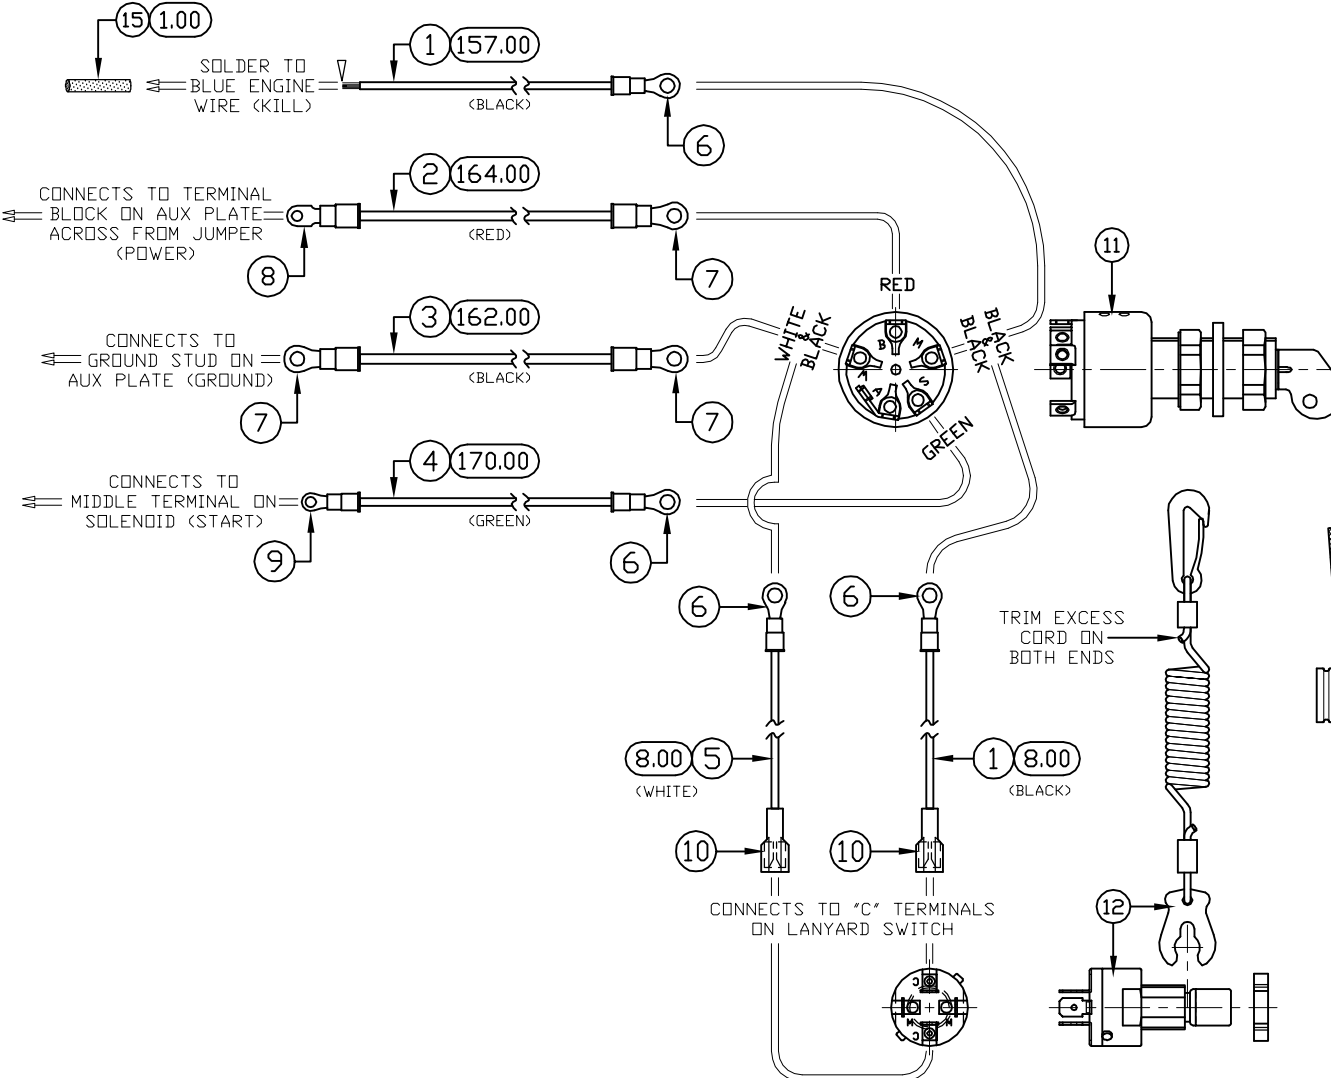 15 1.00
1 157.00
SOLDER TO
BLUE ENGINE
WIRE (KILL)
(BLACK)
6
2 164.00
CONNECTS TO TERMINAL
BLOCK ON AUX PLATE
ACROSS FROM JUMPER
(POWER)
(RED)
8
7
RED
11
3 162.00
CONNECTS TO
GROUND STUD ON
AUX PLATE (GROUND)
(BLACK)
7
7
WHITE
&
BLACK
BLACK
&
BLACK
B
M
S
A
GREEN
4 170.00
CONNECTS TO
MIDDLE TERMINAL ON
SOLENOID (START)
(GREEN)
9
6
6
6
TRIM EXCESS
CORD ON
BOTH ENDS
8.00 5
(WHITE)
1 8.00
(BLACK)
10
10
CONNECTS TO "C" TERMINALS
ON LANYARD SWITCH
12
C
M
M
C